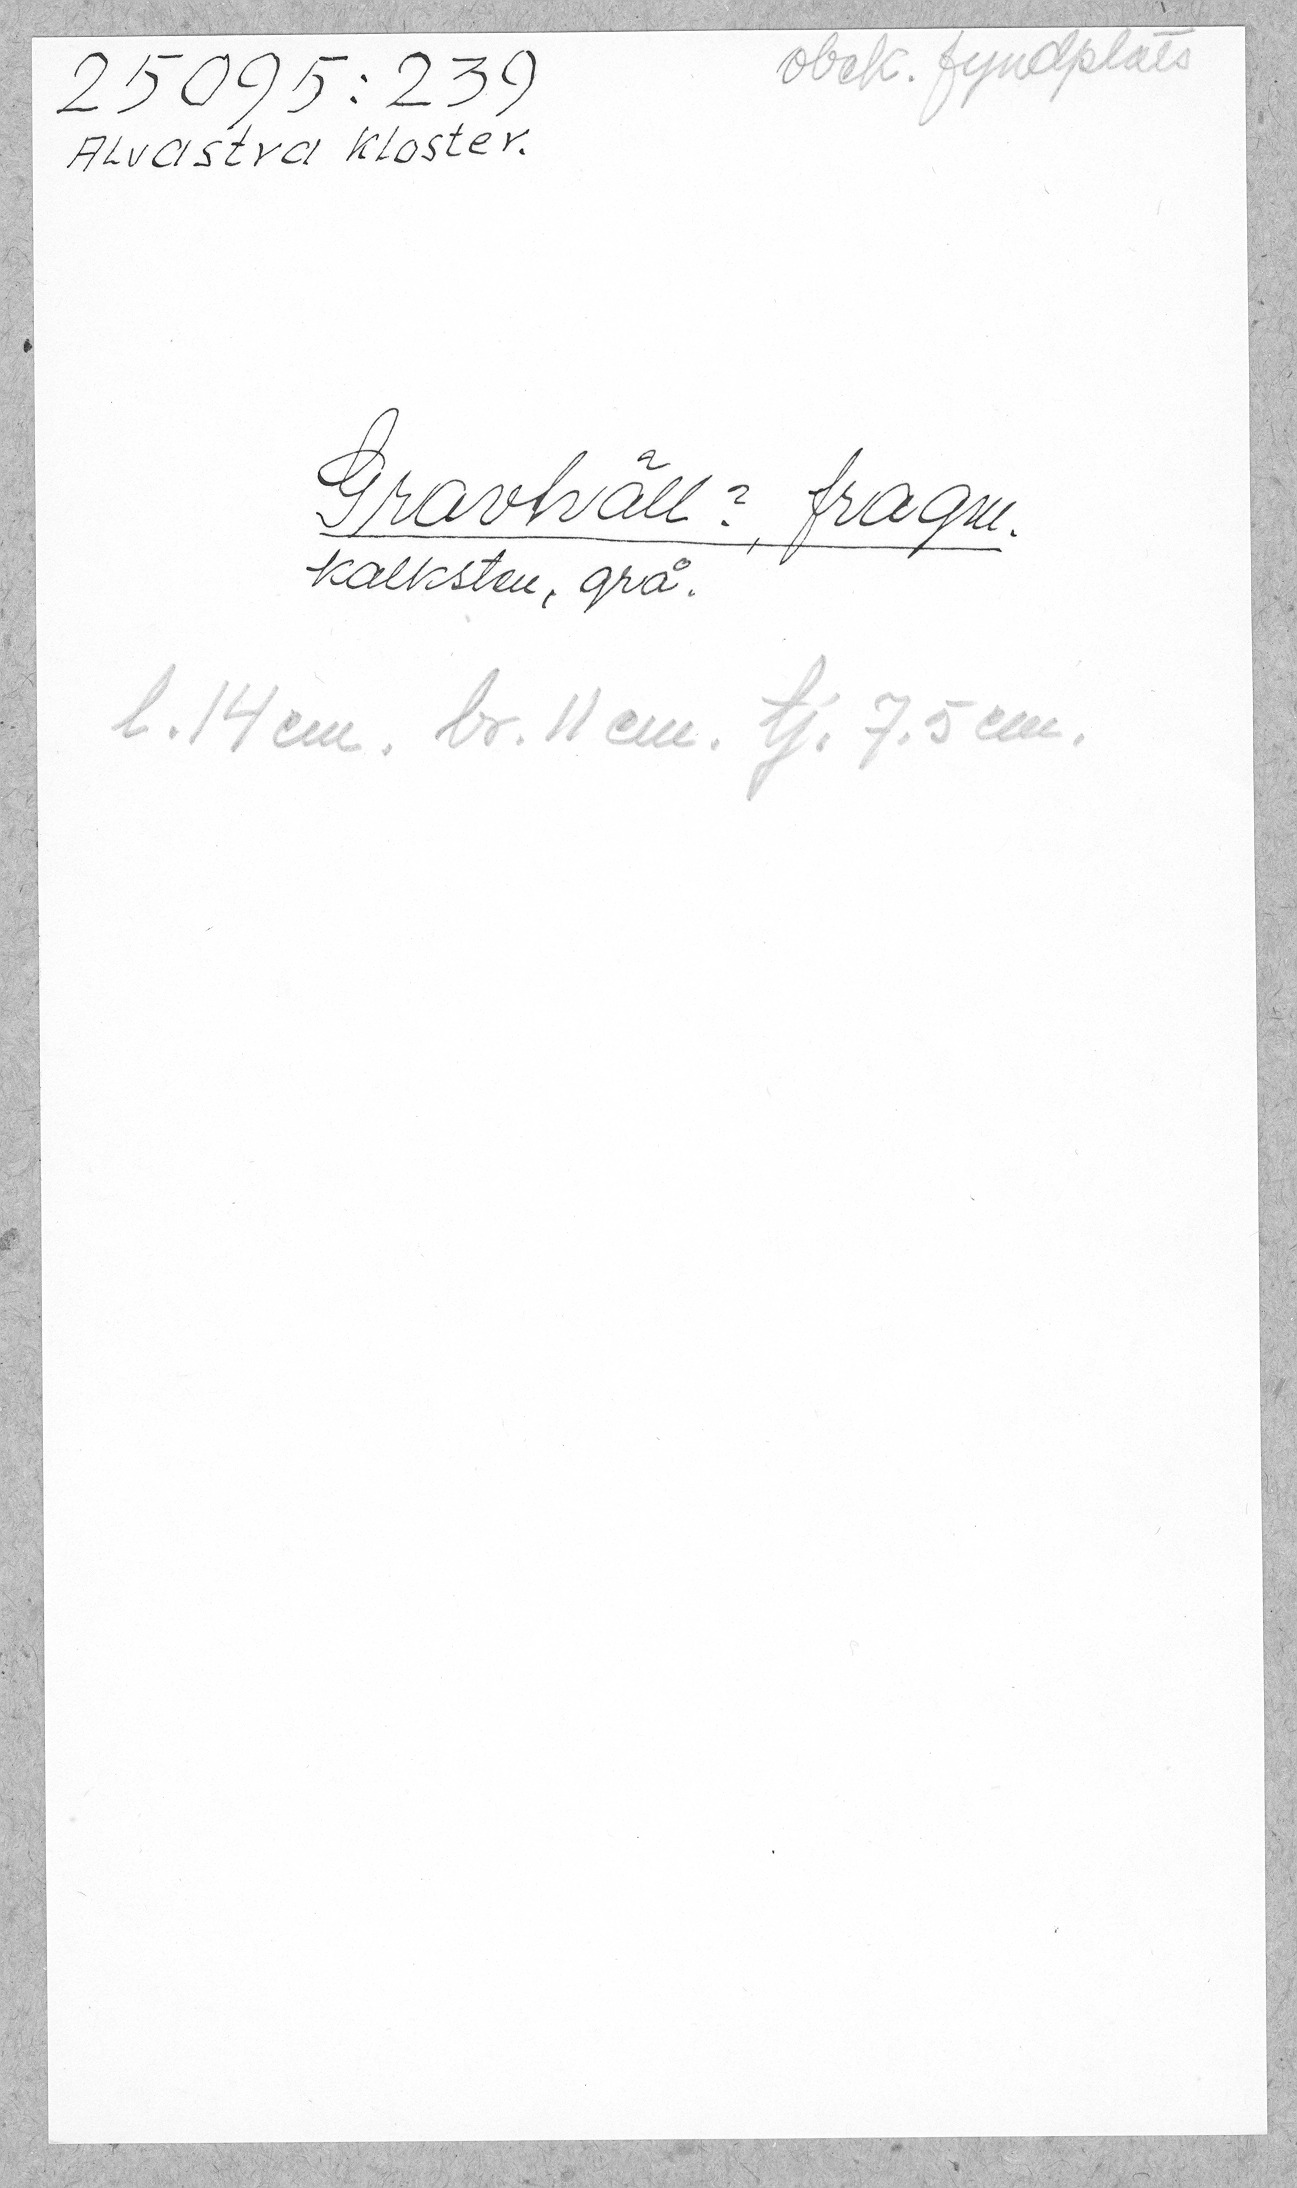 25095:239
obek. fyndplats
Alvastra kloster.
Gravhäll?, fragm.
kalksten, grå.
l. 14 cm. br. 11 cm. tj. 7.5 cm.